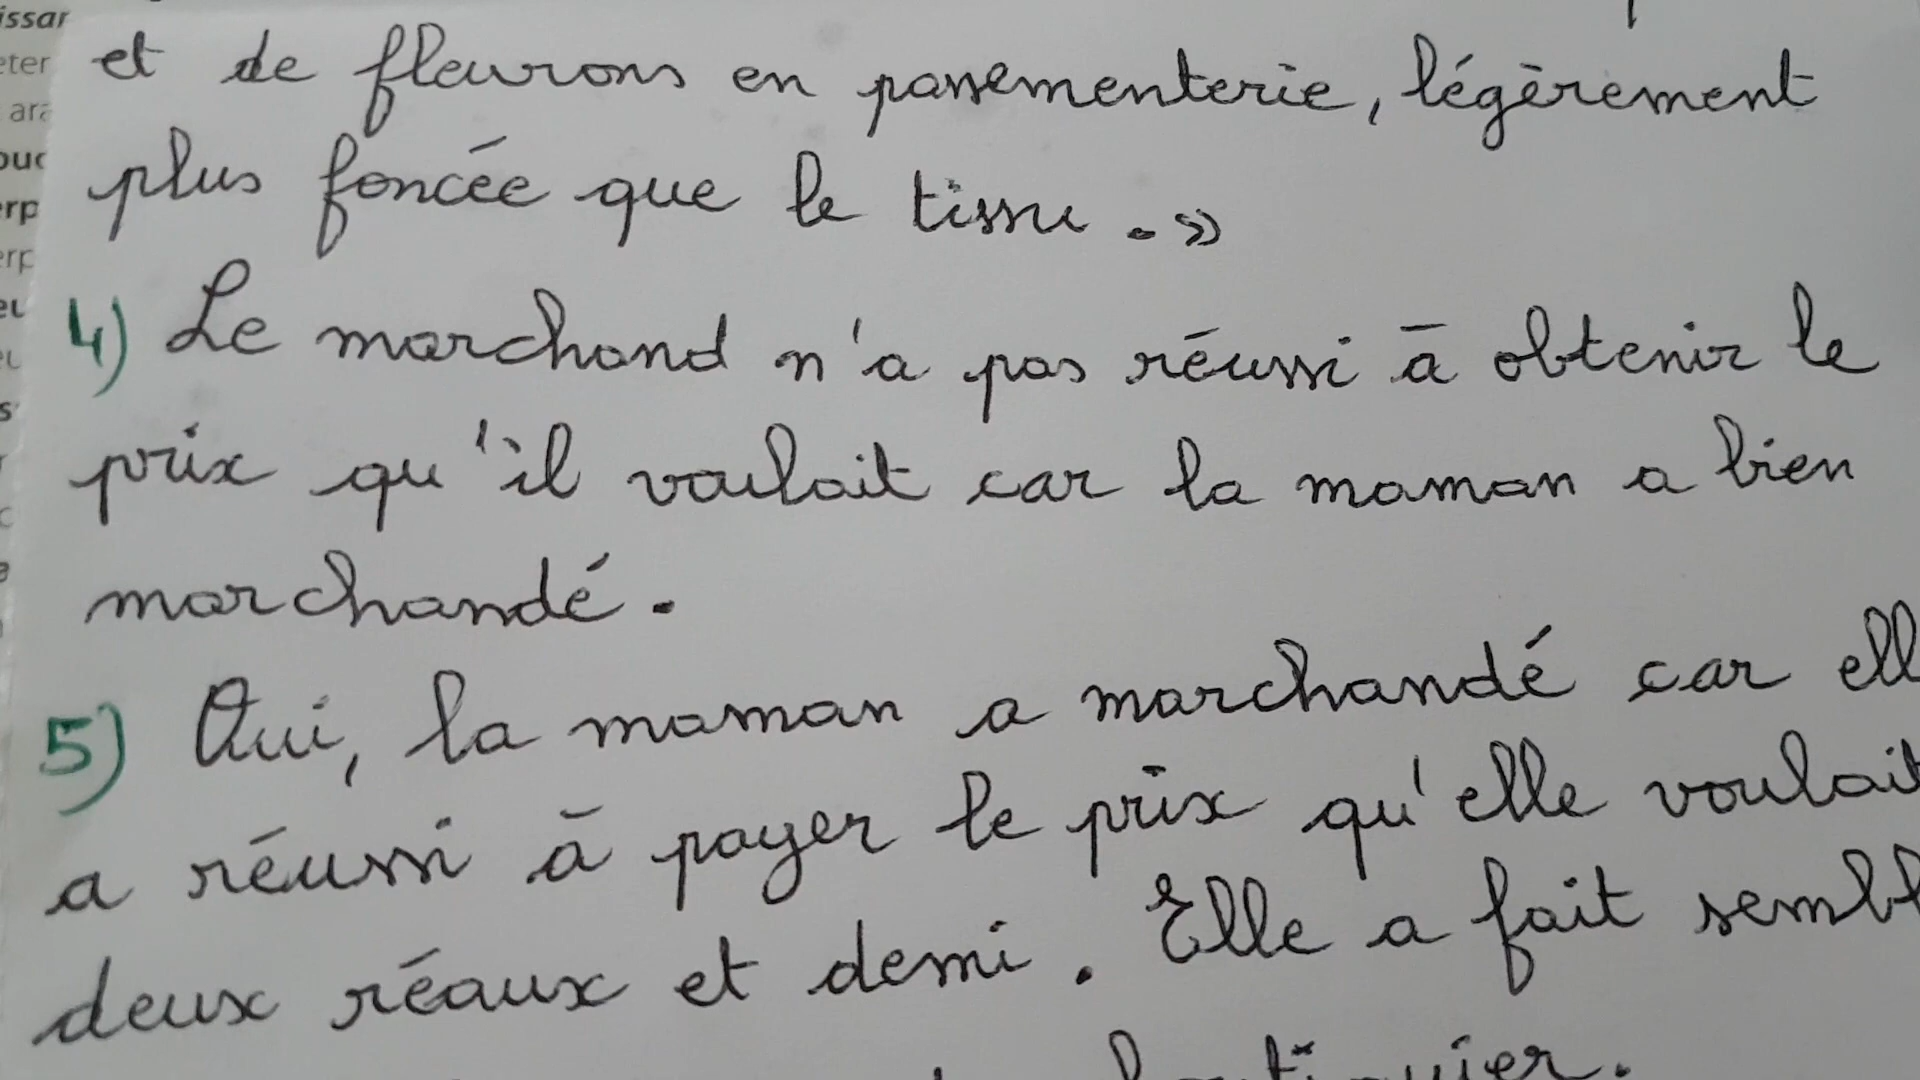 et de fleurons en passementerie, légèrement
plus foncée que le tissu. »
4) Le marchand n'a pas réussi à obtenir le
prix qu'il voulait car la maman a bien
marchandé.
5) Oui, la maman a marchandé car ell
a réussi à payer le prix qu'elle voulait
deux réaux et demi. Elle a fait sembl